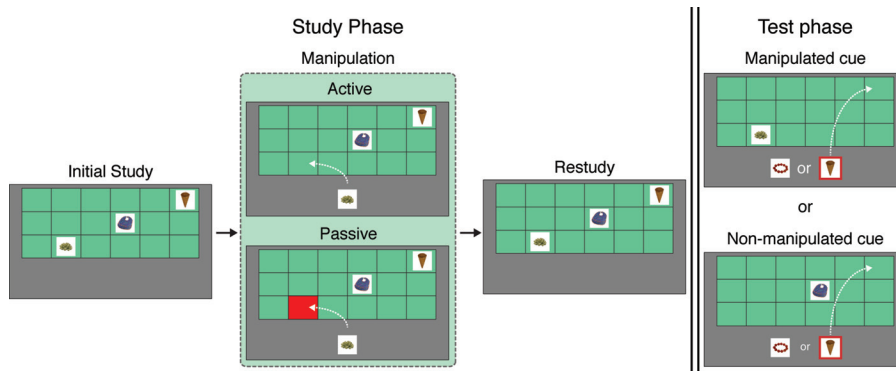 Study Phase
Manipulation
Active
Passive
Initial Study
Restudy
Test phase
Manipulated cue
or
or
Non-manipulated cue
or